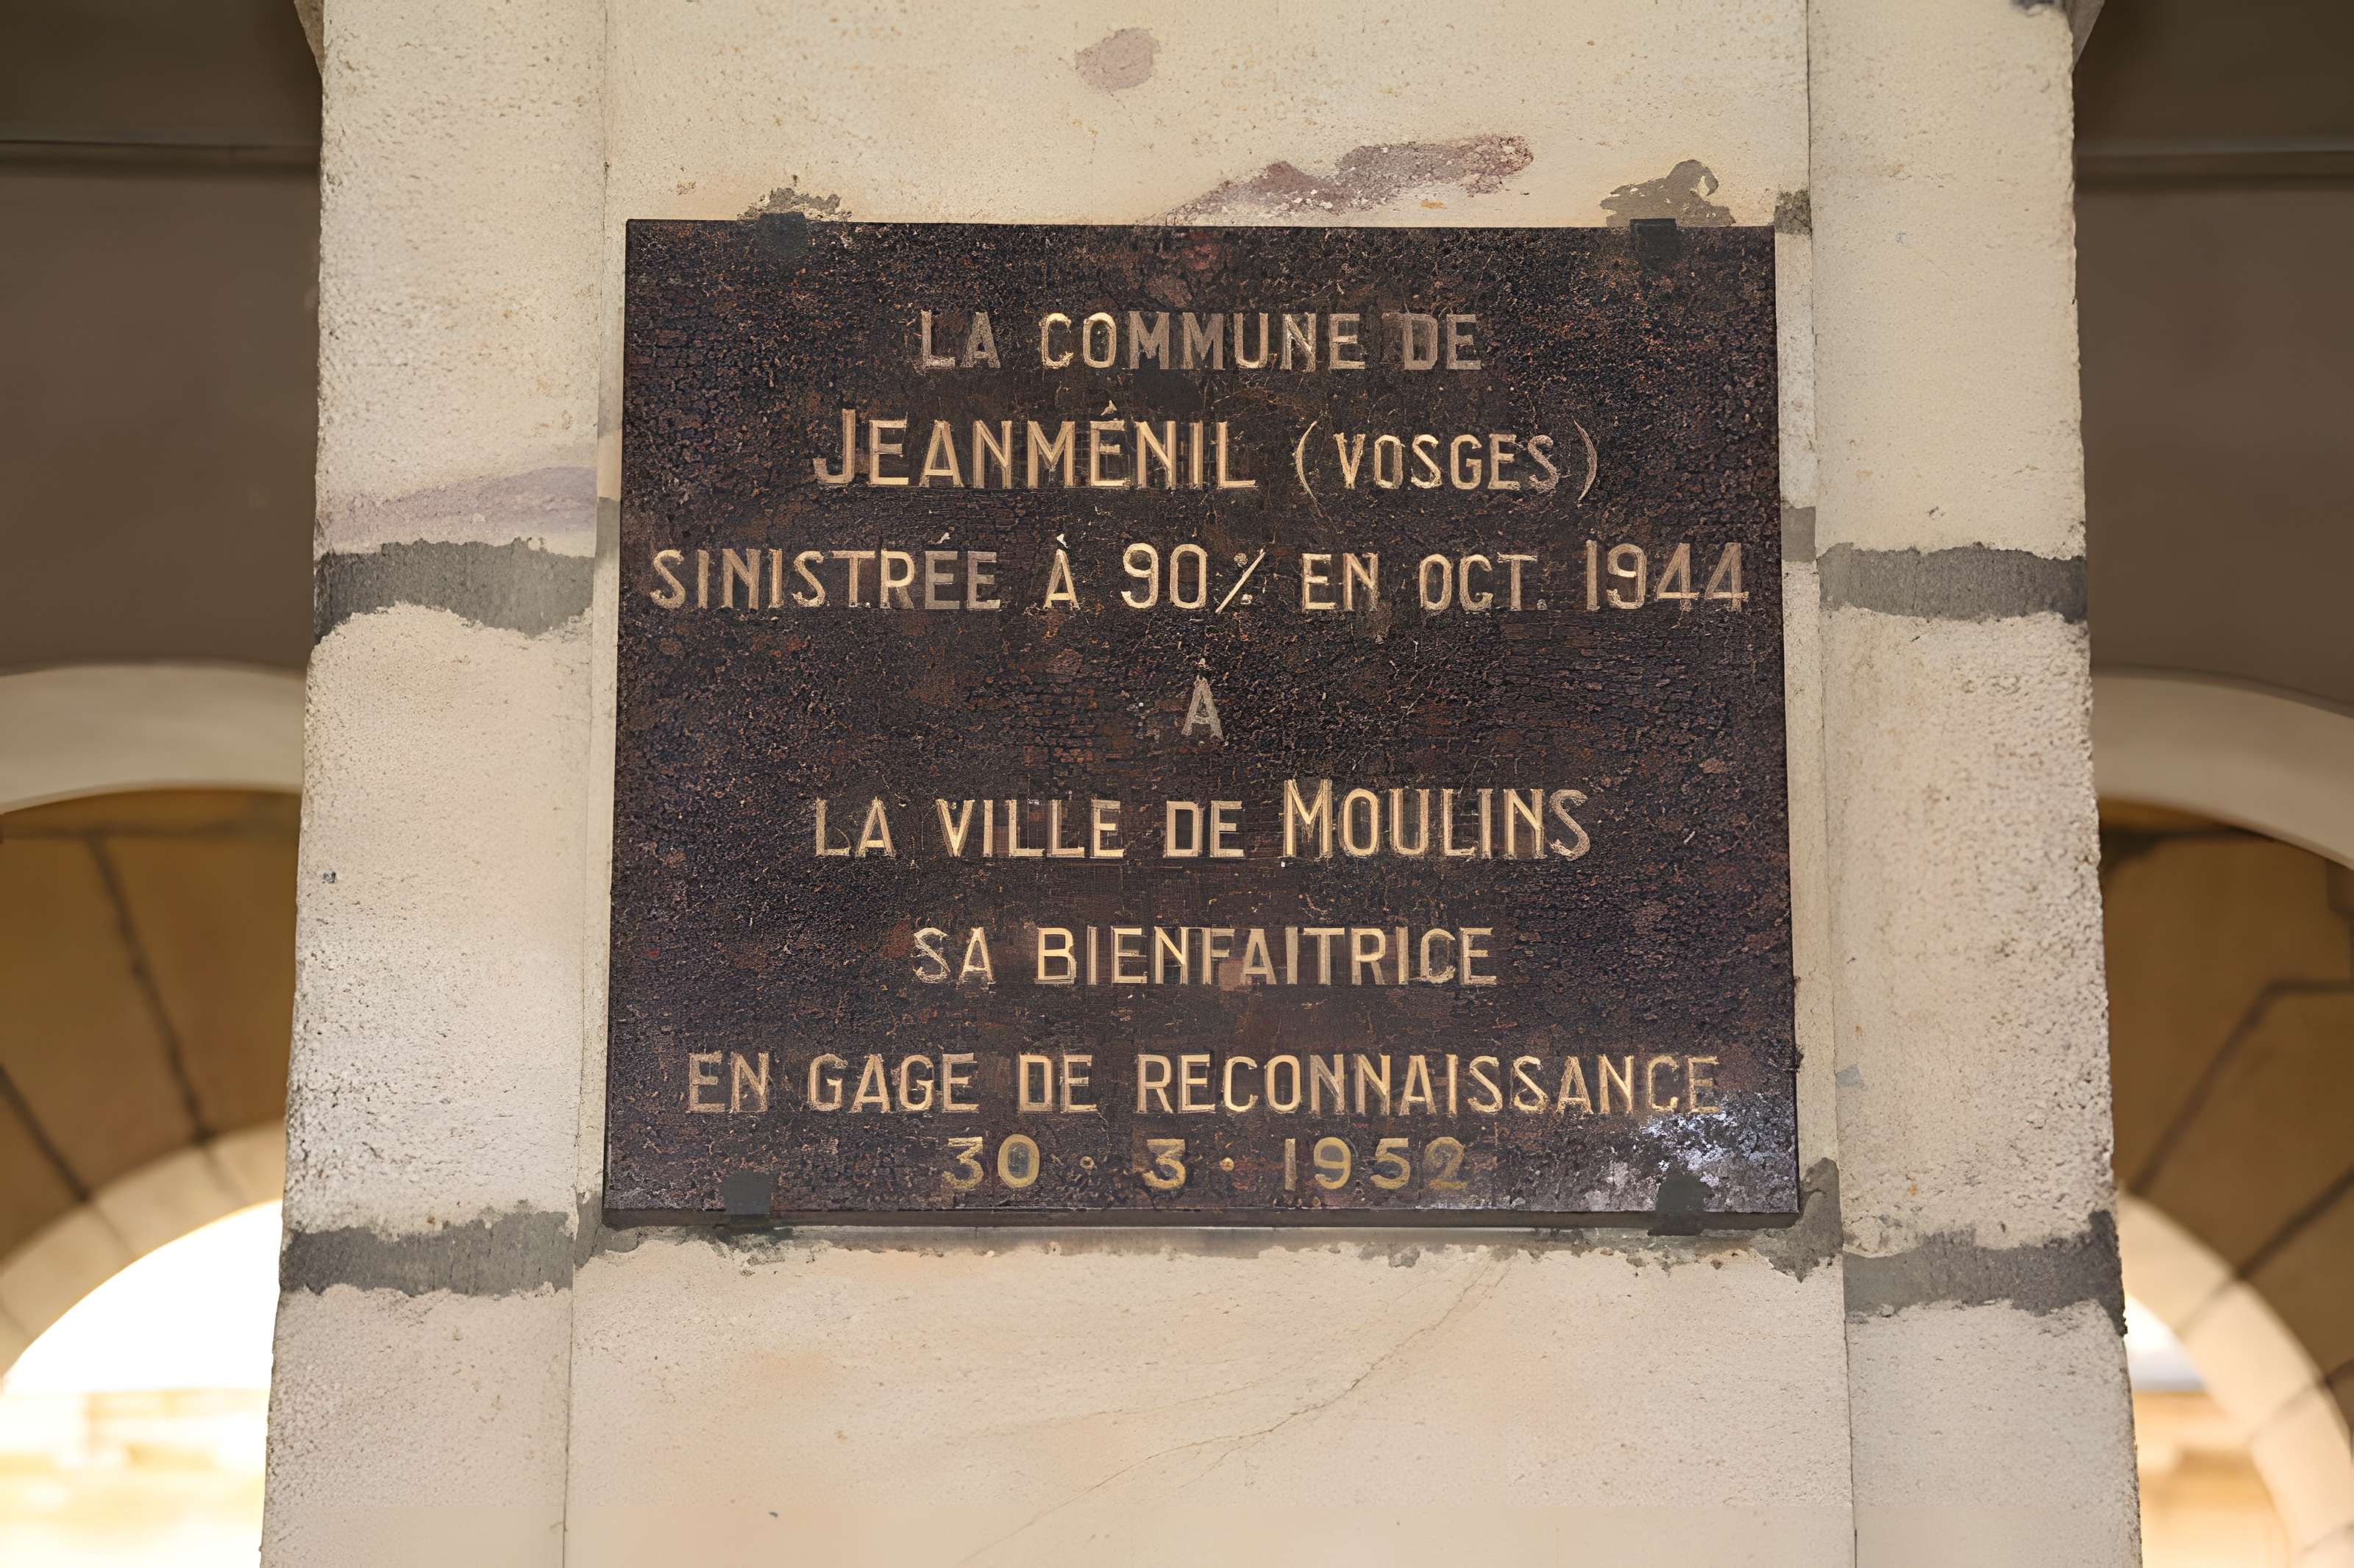 LA COMMUNE DE
JEANMÉNIL (VOSGES)
SINISTRÉE À 90% EN OCT. 1944
A
LA VILLE DE MOULINS
SA BIENFAITRICE
EN GAGE DE RECONNAISSANCE
30 · 3 · 1952